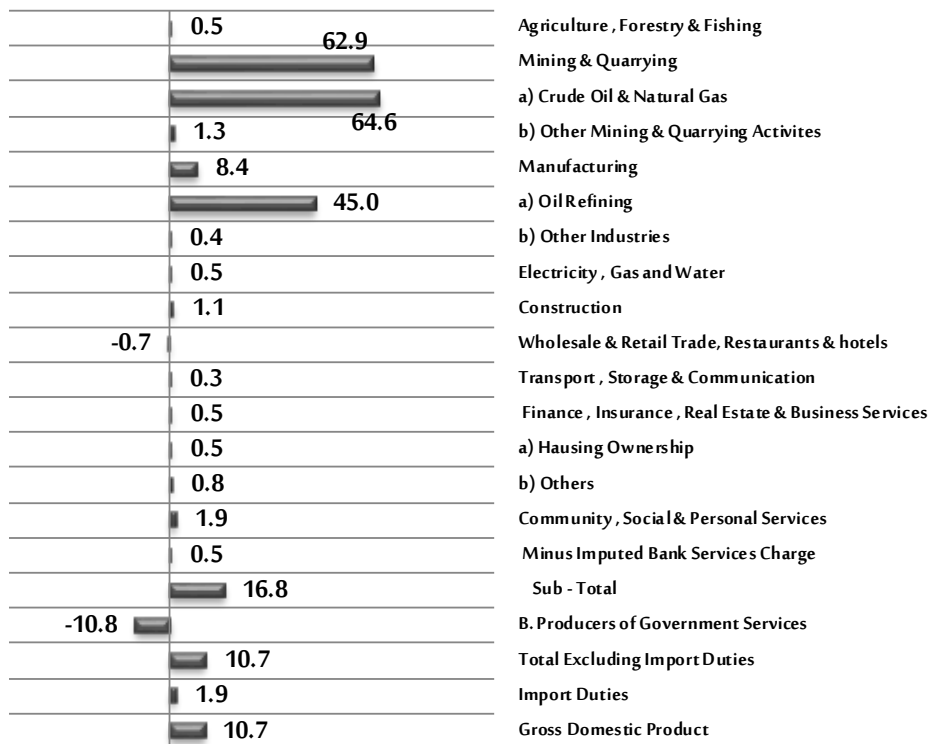 0.5 Agriculture , Forestry & Fishing
62.9 Mining & Quarrying
64.6 a) Crude Oil & Natural Gas
1.3 b) Other Mining & Quarrying Activites
8.4 Manufacturing
45.0 a) Oil Refining
0.4 b) Other Industries
0.5 Electricity , Gas and Water
1.1 Construction
-0.7 Wholesale & Retail Trade, Restaurants & hotels
0.3 Transport , Storage & Communication
0.5 Finance , Insurance , Real Estate & Business Services
0.5 a) Hausing Ownership
0.8 b) Others
1.9 Community , Social & Personal Services
0.5 Minus Imputed Bank Services Charge
16.8 Sub - Total
-10.8 B. Producers of Government Services
10.7 Total Excluding Import Duties
1.9 Import Duties
10.7 Gross Domestic Product